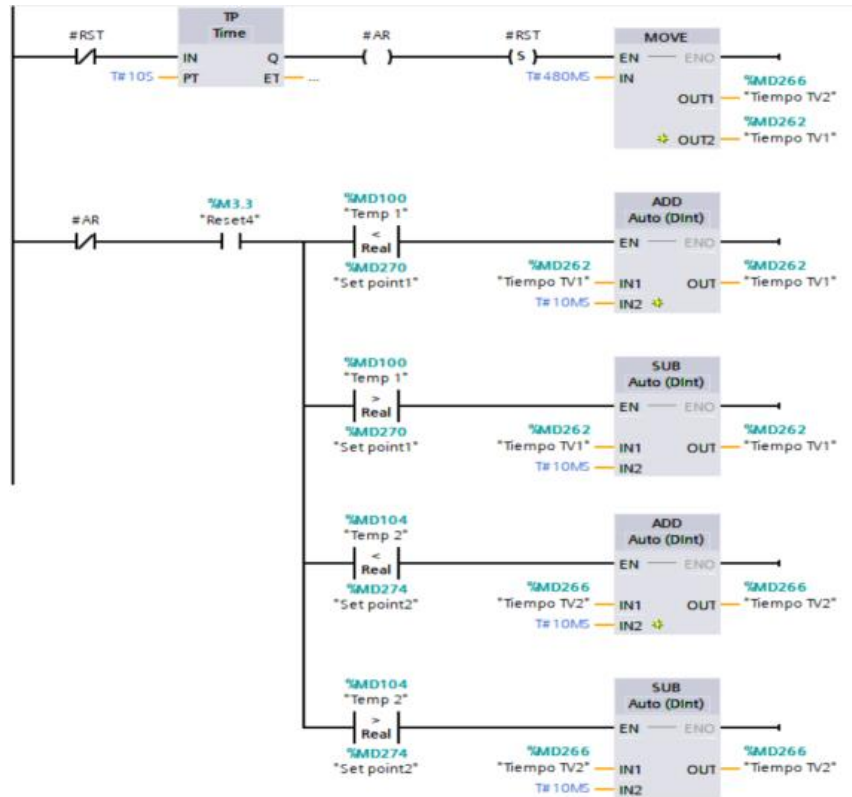 TP
Time
#RST
IN
Q
T#10S
PT
ET
...
#AR
( )
#RST
(S)
MOVE
EN
ENO
T#480MS
IN
%MD266
OUT1
"Tiempo TV2"
%MD262
OUT2
"Tiempo TV1"
#AR
%M3.3
"Reset4"
%MD100
"Temp 1"
<
Real
%MD270
"Set point1"
ADD
Auto (DInt)
EN
ENO
%MD262
"Tiempo TV1"
IN1
T#10MS
IN2
OUT
%MD262
"Tiempo TV1"
%MD100
"Temp 1"
>
Real
%MD270
"Set point1"
SUB
Auto (DInt)
EN
ENO
%MD262
"Tiempo TV1"
IN1
T#10MS
IN2
OUT
%MD262
"Tiempo TV1"
%MD104
"Temp 2"
<
Real
%MD274
"Set point2"
ADD
Auto (DInt)
EN
ENO
%MD266
"Tiempo TV2"
IN1
T#10MS
IN2
OUT
%MD266
"Tiempo TV2"
%MD104
"Temp 2"
>
Real
%MD274
"Set point2"
SUB
Auto (DInt)
EN
ENO
%MD266
"Tiempo TV2"
IN1
T#10MS
IN2
OUT
%MD266
"Tiempo TV2"